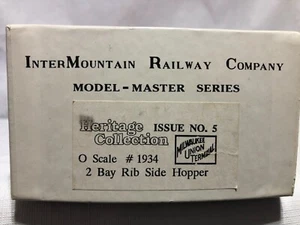 InterMountain Railway Company
MODEL-MASTER SERIES
Heritage Collection ISSUE NO. 5
MILWAUKEE UNION TERMINAL
O Scale # 1934
2 Bay Rib Side Hopper